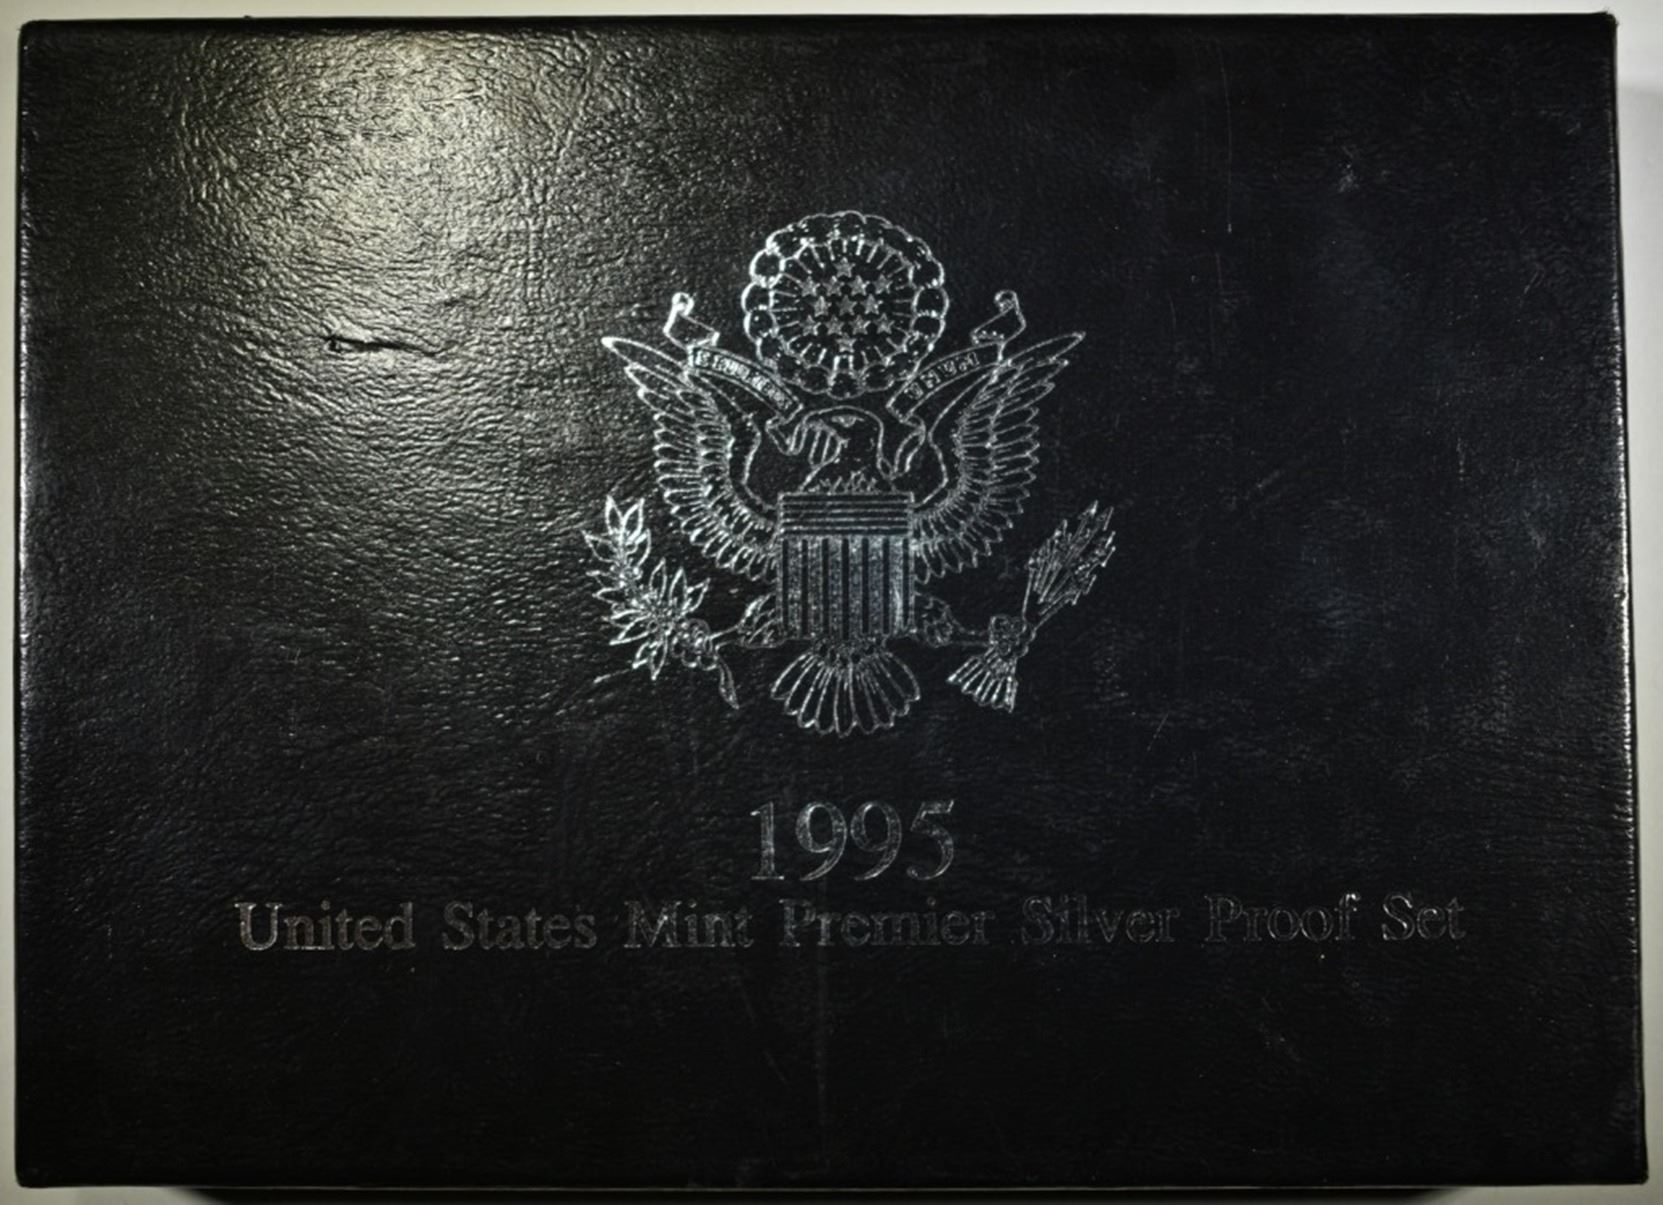 1995
United States Mint Premier Silver Proof Set